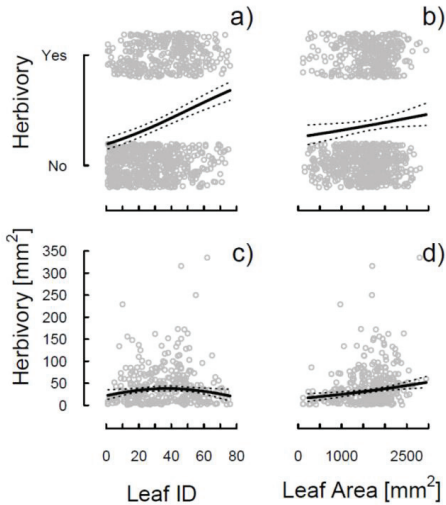 a)
b)
Yes
Herbivory
No
c)
d)
350
300
250
200
150
100
50
0
Herbivory [mm²]
0 20 40 60 80
0 1000 2500
Leaf ID
Leaf Area [mm²]